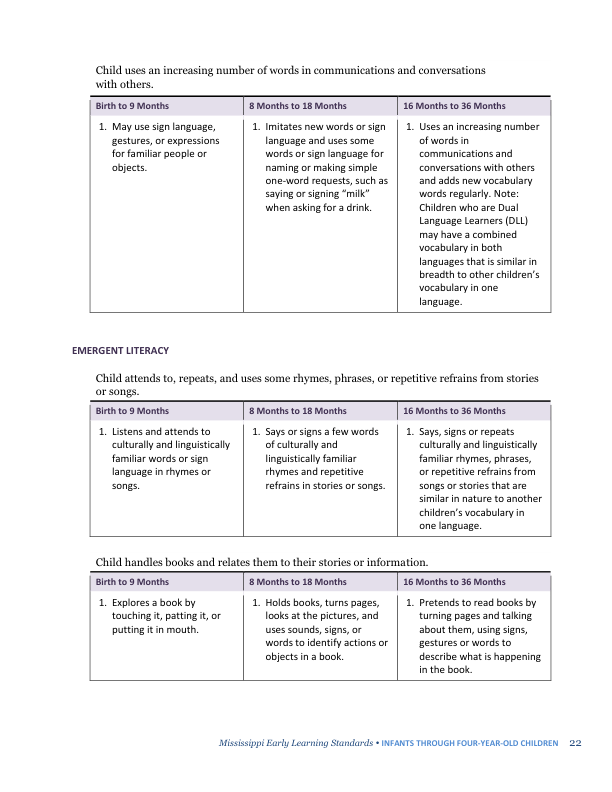 Child uses an increasing number of words in communications and conversations
with others.
Birth to 9 Months
8 Months to 18 Months
16 Months to 36 Months
1. May use sign language,
gestures, or expressions
for familiar people or
objects.
1. Imitates new words or sign
language and uses some
words or sign language for
naming or making simple
one-word requests, such as
saying or signing “milk”
when asking for a drink.
1. Uses an increasing number
of words in
communications and
conversations with others
and adds new vocabulary
words regularly. Note:
Children who are Dual
Language Learners (DLL)
may have a combined
vocabulary in both
languages that is similar in
breadth to other children’s
vocabulary in one
language.
EMERGENT LITERACY
Child attends to, repeats, and uses some rhymes, phrases, or repetitive refrains from stories
or songs.
Birth to 9 Months
8 Months to 18 Months
16 Months to 36 Months
1. Listens and attends to
culturally and linguistically
familiar words or sign
language in rhymes or
songs.
1. Says or signs a few words
of culturally and
linguistically familiar
rhymes and repetitive
refrains in stories or songs.
1. Says, signs or repeats
culturally and linguistically
familiar rhymes, phrases,
or repetitive refrains from
songs or stories that are
similar in nature to another
children’s vocabulary in
one language.
Child handles books and relates them to their stories or information.
Birth to 9 Months
8 Months to 18 Months
16 Months to 36 Months
1. Explores a book by
touching it, patting it, or
putting it in mouth.
1. Holds books, turns pages,
looks at the pictures, and
uses sounds, signs, or
words to identify actions or
objects in a book.
1. Pretends to read books by
turning pages and talking
about them, using signs,
gestures or words to
describe what is happening
in the book.
Mississippi Early Learning Standards • INFANTS THROUGH FOUR-YEAR-OLD CHILDREN 22